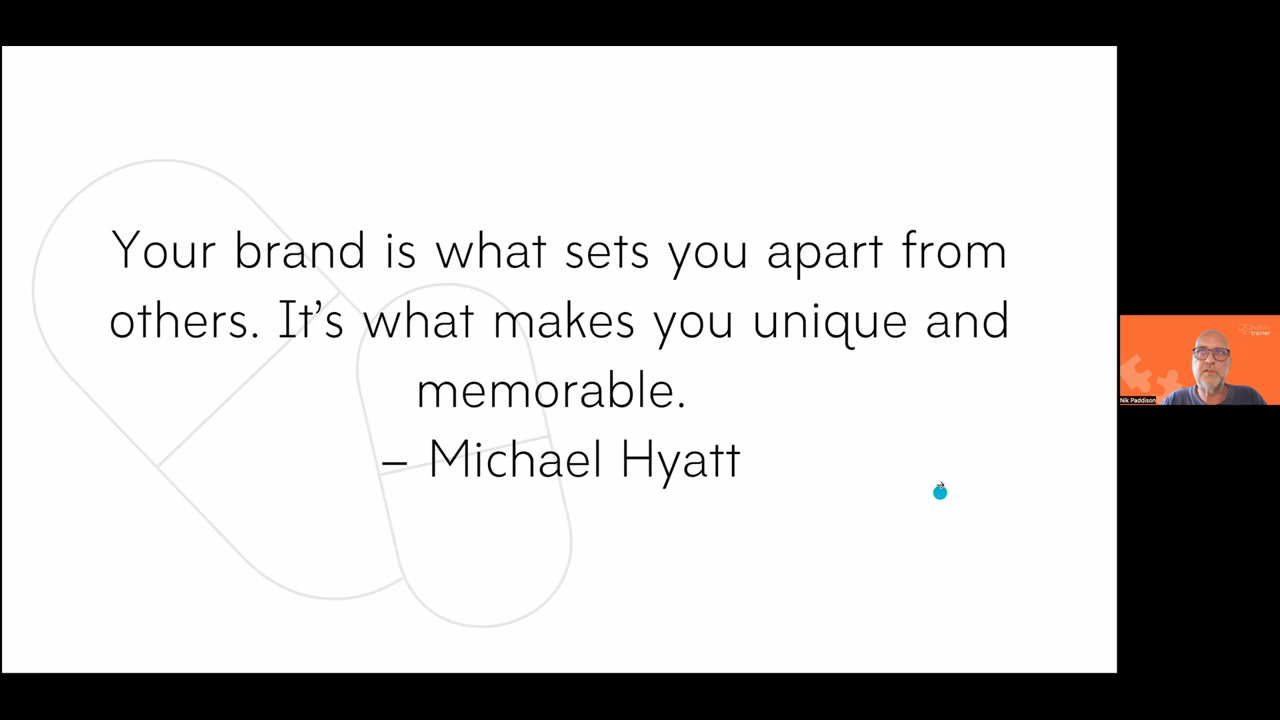 Your brand is what sets you apart from
others. It’s what makes you unique and
memorable.
– Michael Hyatt
trainer
Nik Paddison